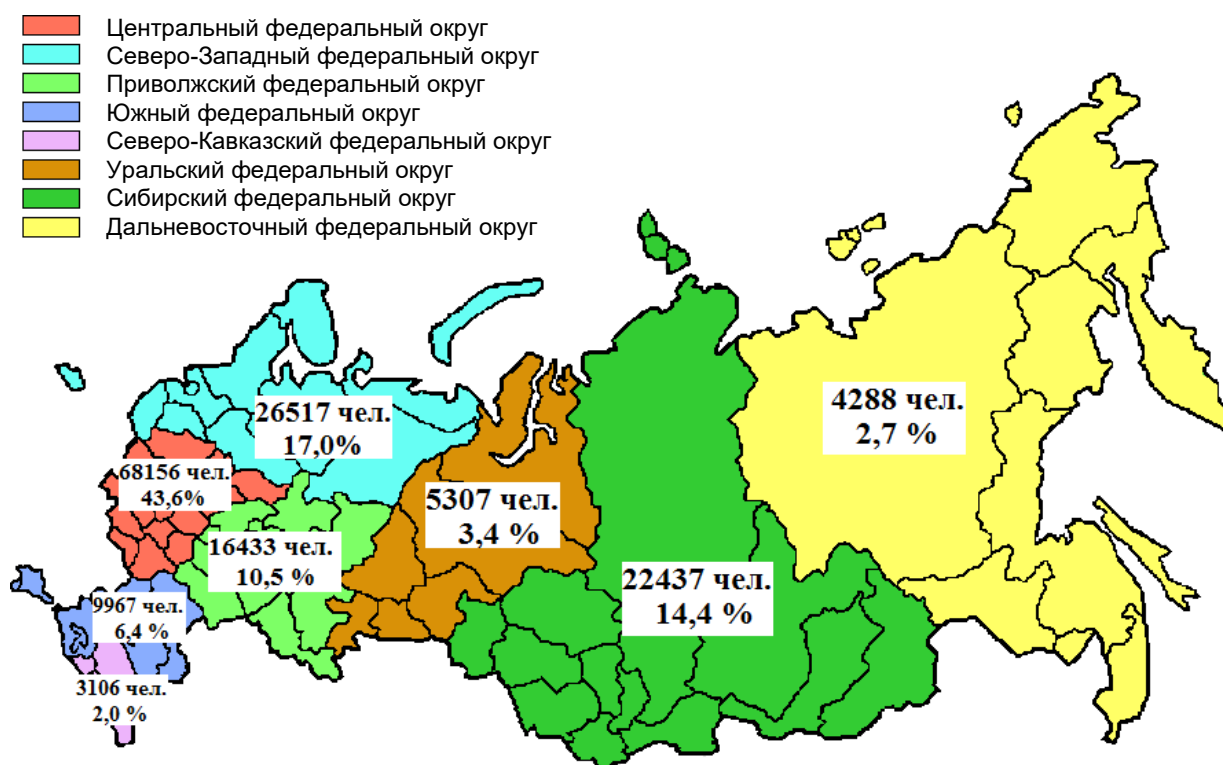 Центральный федеральный округ
Северо-Западный федеральный округ
Приволжский федеральный округ
Южный федеральный округ
Северо-Кавказский федеральный округ
Уральский федеральный округ
Сибирский федеральный округ
Дальневосточный федеральный округ
26517 чел.
17,0%
4288 чел.
2,7 %
68156 чел.
43,6%
5307 чел.
3,4 %
16433 чел.
10,5 %
22437 чел.
14,4 %
9967 чел.
6,4 %
3106 чел.
2,0 %